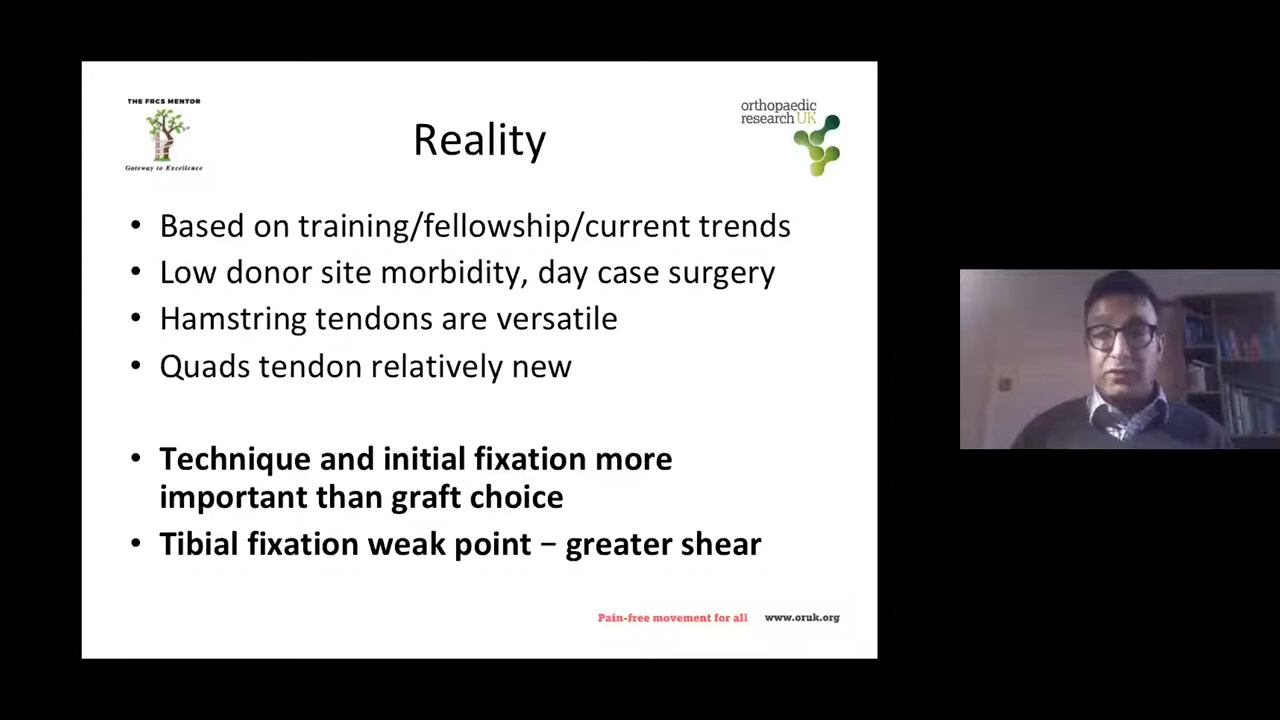 THE FRCS MENTOR
Gateway to Excellence
orthopaedic
research UK
Reality
• Based on training/fellowship/current trends
• Low donor site morbidity, day case surgery
• Hamstring tendons are versatile
• Quads tendon relatively new
• Technique and initial fixation more
important than graft choice
• Tibial fixation weak point – greater shear
Pain-free movement for all www.oruk.org